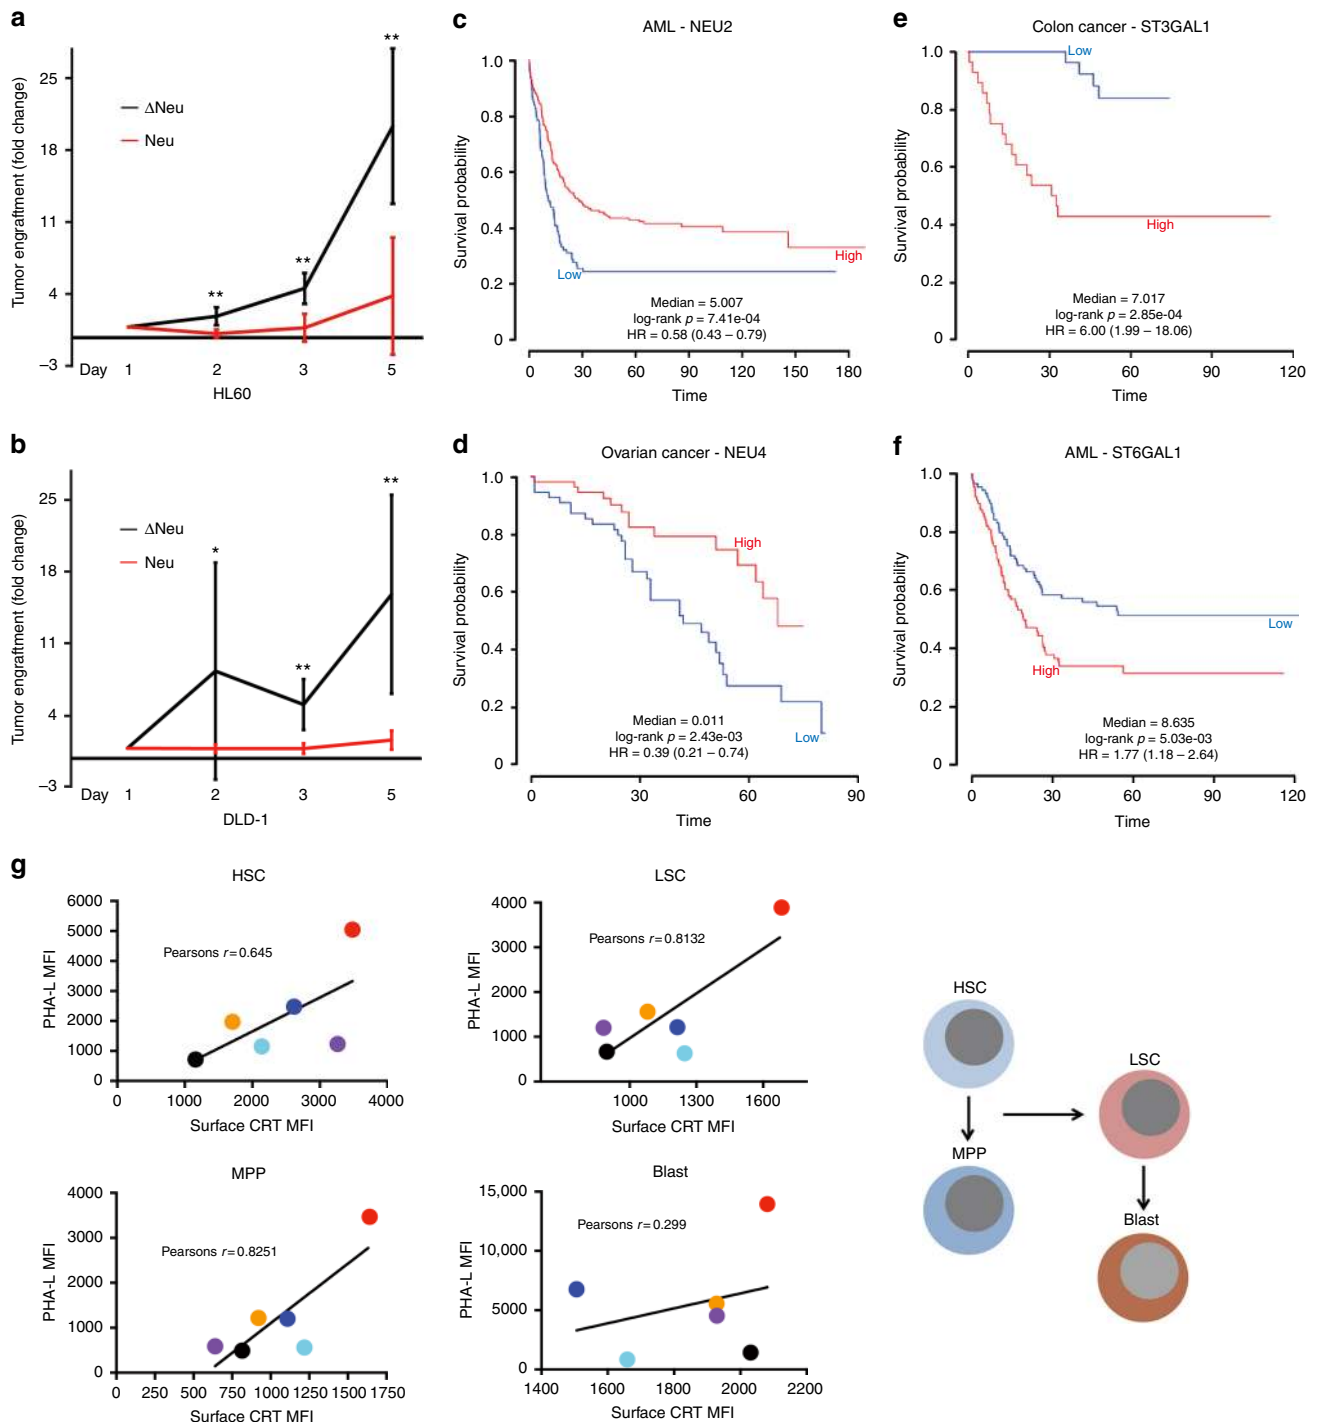 a
Tumor engraftment (fold change)
25
18
11
4
–3
ΔNeu
Neu
**
**
**
Day 1 2 3 5
HL60
b
Tumor engraftment (fold change)
25
18
11
4
–3
ΔNeu
Neu
*
**
**
Day 1 2 3 5
DLD-1
c
AML - NEU2
Survival probability
1.0
0.8
0.6
0.4
0.2
0
High
Low
Median = 5.007
log-rank p = 7.41e-04
HR = 0.58 (0.43 – 0.79)
0 30 60 90 120 150 180
Time
d
Ovarian cancer - NEU4
Survival probability
1.0
0.8
0.6
0.4
0.2
0
High
Low
Median = 0.011
log-rank p = 2.43e-03
HR = 0.39 (0.21 – 0.74)
0 30 60 90
Time
e
Colon cancer - ST3GAL1
Survival probability
1.0
0.8
0.6
0.4
0.2
0
Low
High
Median = 7.017
log-rank p = 2.85e-04
HR = 6.00 (1.99 – 18.06)
0 30 60 90 120
Time
f
AML - ST6GAL1
Survival probability
1.0
0.8
0.6
0.4
0.2
0
Low
High
Median = 8.635
log-rank p = 5.03e-03
HR = 1.77 (1.18 – 2.64)
0 30 60 90 120
Time
g
HSC
PHA-L MFI
6000
5000
4000
3000
2000
1000
0
Pearsons r=0.645
0 1000 2000 3000 4000
Surface CRT MFI
LSC
PHA-L MFI
4000
3000
2000
1000
0
Pearsons r=0.8132
1000 1300 1600
Surface CRT MFI
MPP
PHA-L MFI
4000
3000
2000
1000
0
Pearsons r=0.8251
0 250 500 750 1000 1250 1500 1750
Surface CRT MFI
Blast
PHA-L MFI
15,000
10,000
5000
0
Pearsons r=0.299
1400 1600 1800 2000 2200
Surface CRT MFI
HSC
LSC
MPP
Blast